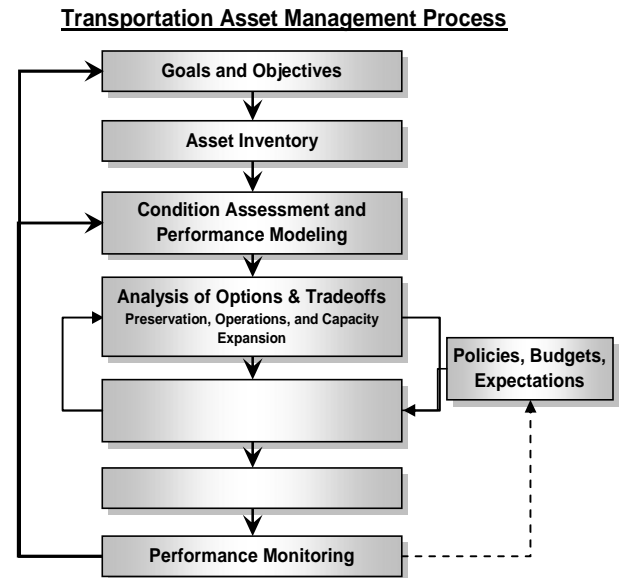 Transportation Asset Management Process
Goals and Objectives
Asset Inventory
Condition Assessment and
Performance Modeling
Analysis of Options & Tradeoffs
Preservation, Operations, and Capacity
Expansion
Policies, Budgets,
Expectations
Performance Monitoring